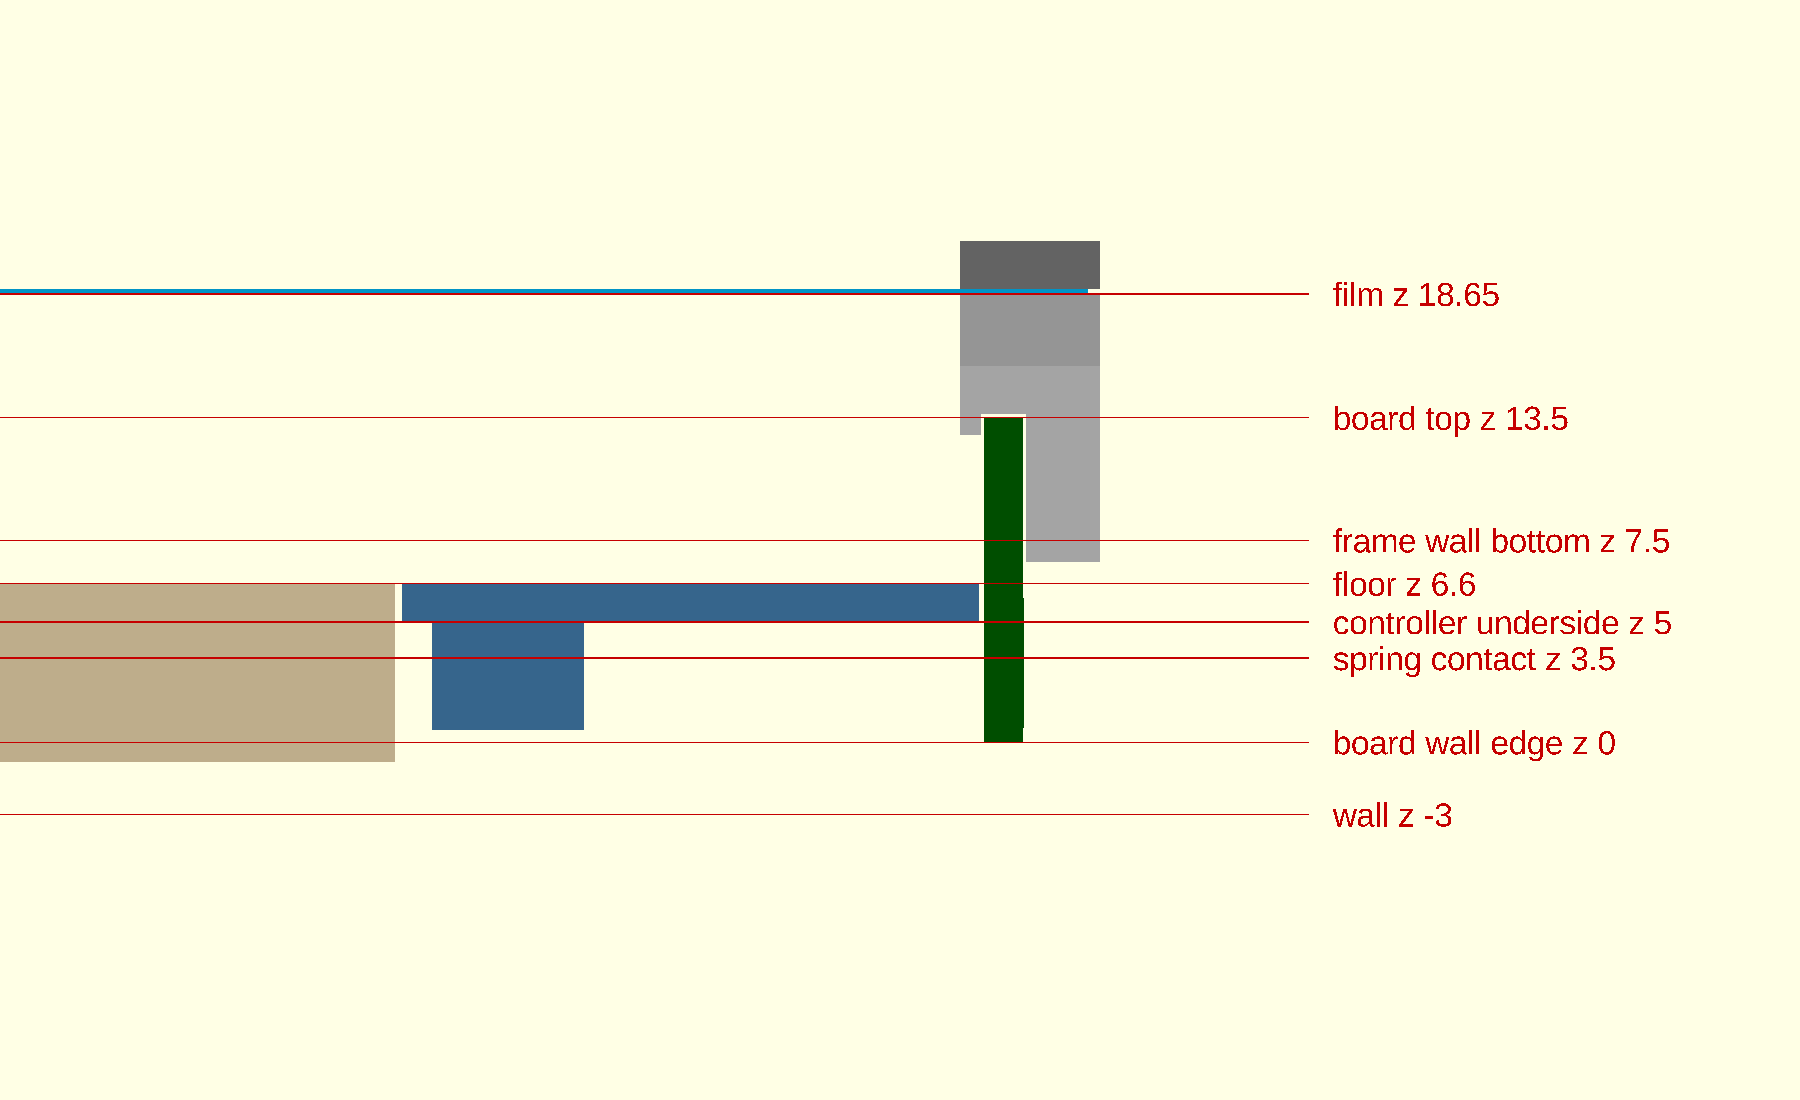 film z 18.65
board top z 13.5
frame wall bottom z 7.5
floor z 6.6
controller underside z 5
spring contact z 3.5
board wall edge z 0
wall z -3